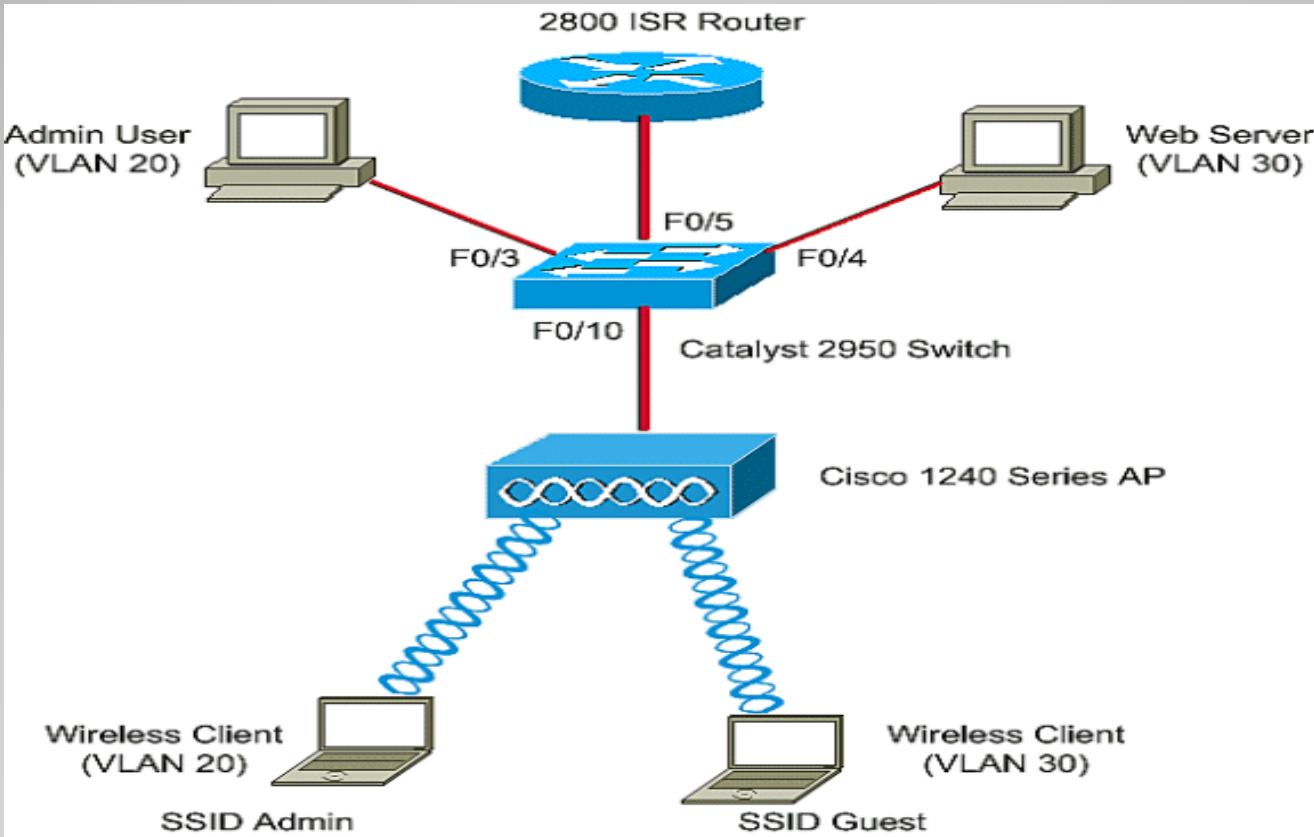 2800 ISR Router
Admin User
(VLAN 20)
Web Server
(VLAN 30)
F0/5
F0/3
F0/4
F0/10
Catalyst 2950 Switch
Cisco 1240 Series AP
Wireless Client
(VLAN 20)
SSID Admin
Wireless Client
(VLAN 30)
SSID Guest